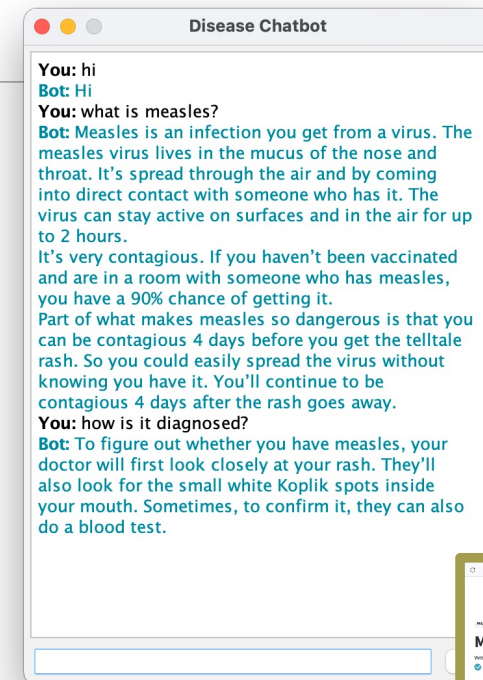 Disease Chatbot
You: hi
Bot: Hi
You: what is measles?
Bot: Measles is an infection you get from a virus. The
measles virus lives in the mucus of the nose and
throat. It’s spread through the air and by coming
into direct contact with someone who has it. The
virus can stay active on surfaces and in the air for up
to 2 hours.
It’s very contagious. If you haven’t been vaccinated
and are in a room with someone who has measles,
you have a 90% chance of getting it.
Part of what makes measles so dangerous is that you
can be contagious 4 days before you get the telltale
rash. So you could easily spread the virus without
knowing you have it. You’ll continue to be
contagious 4 days after the rash goes away.
You: how is it diagnosed?
Bot: To figure out whether you have measles, your
doctor will first look closely at your rash. They’ll
also look for the small white Koplik spots inside
your mouth. Sometimes, to confirm it, they can also
do a blood test.